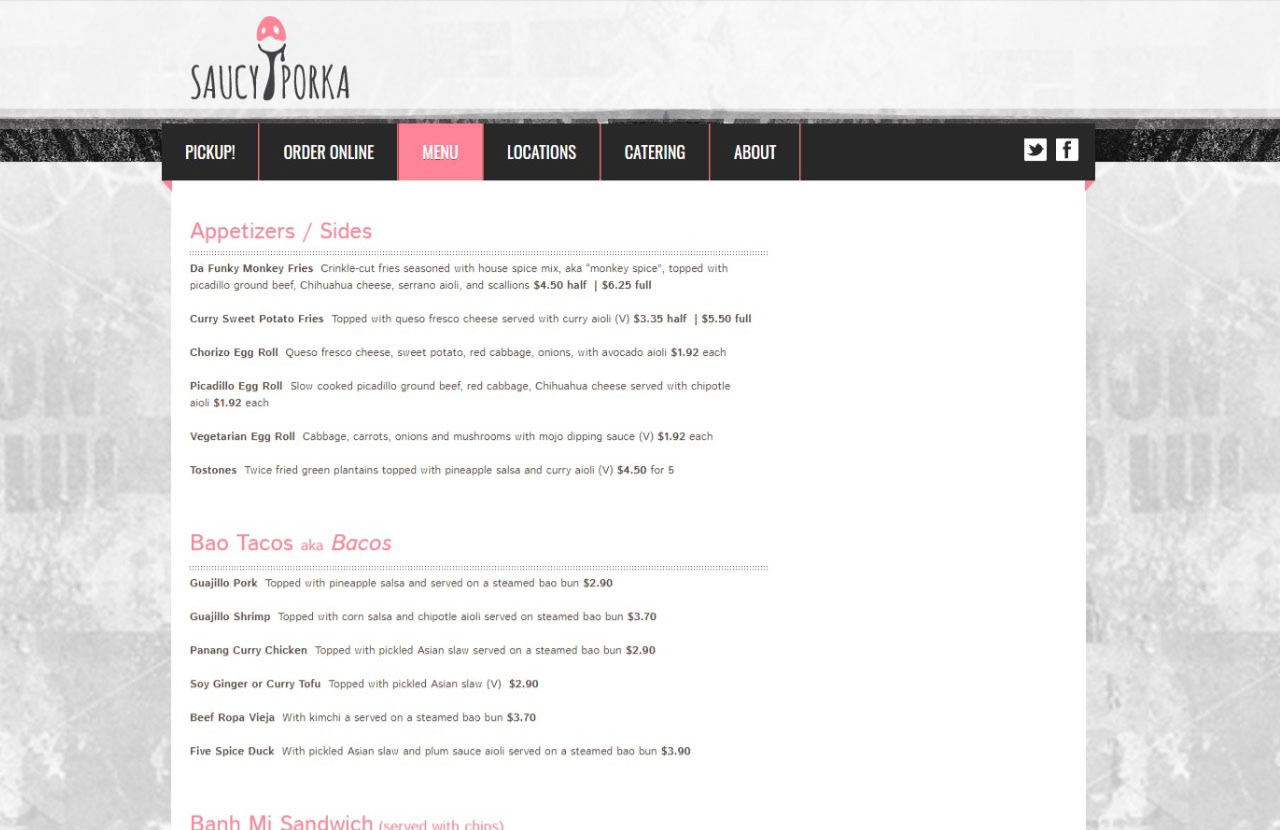 SAUCY PORKA
PICKUP! ORDER ONLINE MENU LOCATIONS CATERING ABOUT
Appetizers / Sides
Da Funky Monkey Fries Crinkle-cut fries seasoned with house spice mix, aka "monkey spice", topped with
picadillo ground beef, Chihuahua cheese, serrano aioli, and scallions $4.50 half | $6.25 full
Curry Sweet Potato Fries Topped with queso fresco cheese served with curry aioli (V) $3.35 half | $5.50 full
Chorizo Egg Roll Queso fresco cheese, sweet potato, red cabbage, onions, with avocado aioli $1.92 each
Picadillo Egg Roll Slow cooked picadillo ground beef, red cabbage, Chihuahua cheese served with chipotle
aioli $1.92 each
Vegetarian Egg Roll Cabbage, carrots, onions and mushrooms with mojo dipping sauce (V) $1.92 each
Tostones Twice fried green plantains topped with pineapple salsa and curry aioli (V) $4.50 for 5
Bao Tacos aka Bacos
Guajillo Pork Topped with pineapple salsa and served on a steamed bao bun $2.90
Guajillo Shrimp Topped with corn salsa and chipotle aioli served on steamed bao bun $3.70
Panang Curry Chicken Topped with pickled Asian slaw served on a steamed bao bun $2.90
Soy Ginger or Curry Tofu Topped with pickled Asian slaw (V) $2.90
Beef Ropa Vieja With kimchi a served on a steamed bao bun $3.70
Five Spice Duck With pickled Asian slaw and plum sauce aioli served on a steamed bao bun $3.90
Banh Mi Sandwich (served with chips)